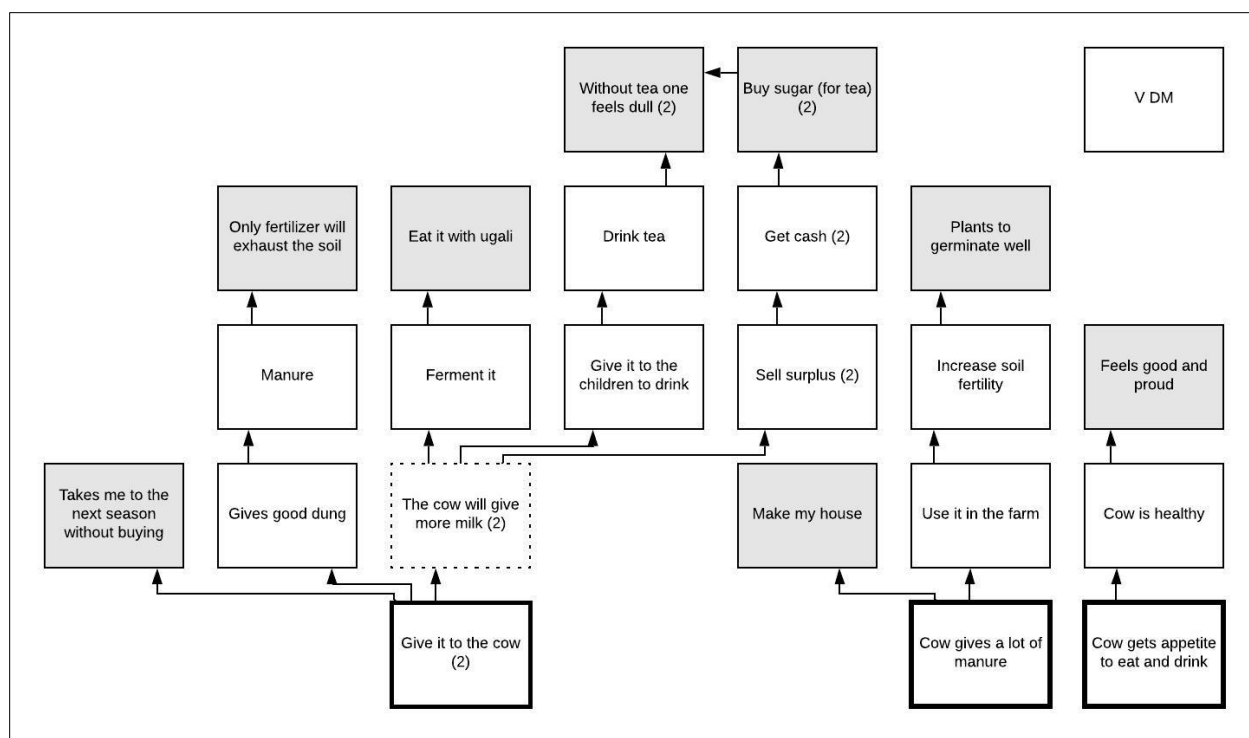 Without tea one
feels dull (2)
Buy sugar (for tea)
(2)
V DM
Only fertilizer will
exhaust the soil
Eat it with ugali
Drink tea
Get cash (2)
Plants to
germinate well
Manure
Ferment it
Give it to the
children to drink
Sell surplus (2)
Increase soil
fertility
Feels good and
proud
Takes me to the
next season
without buying
Gives good dung
The cow will give
more milk (2)
Make my house
Use it in the farm
Cow is healthy
Give it to the cow
(2)
Cow gives a lot of
manure
Cow gets appetite
to eat and drink